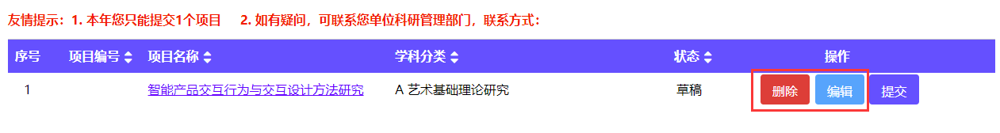 友情提示：1. 本年您只能提交1个项目 2. 如有疑问，可联系您单位科研管理部门，联系方式：
序号 项目编号 项目名称 学科分类 状态 操作
1 智能产品交互行为与交互设计方法研究 A 艺术基础理论研究 草稿 删除 编辑 提交